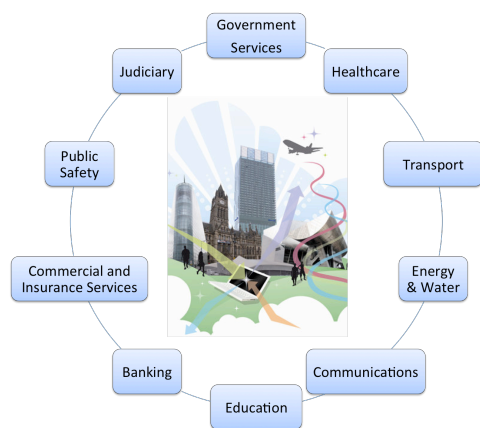 Government
Services
Judiciary
Healthcare
Public
Safety
Transport
Commercial and
Insurance Services
Energy
& Water
Banking
Communications
Education